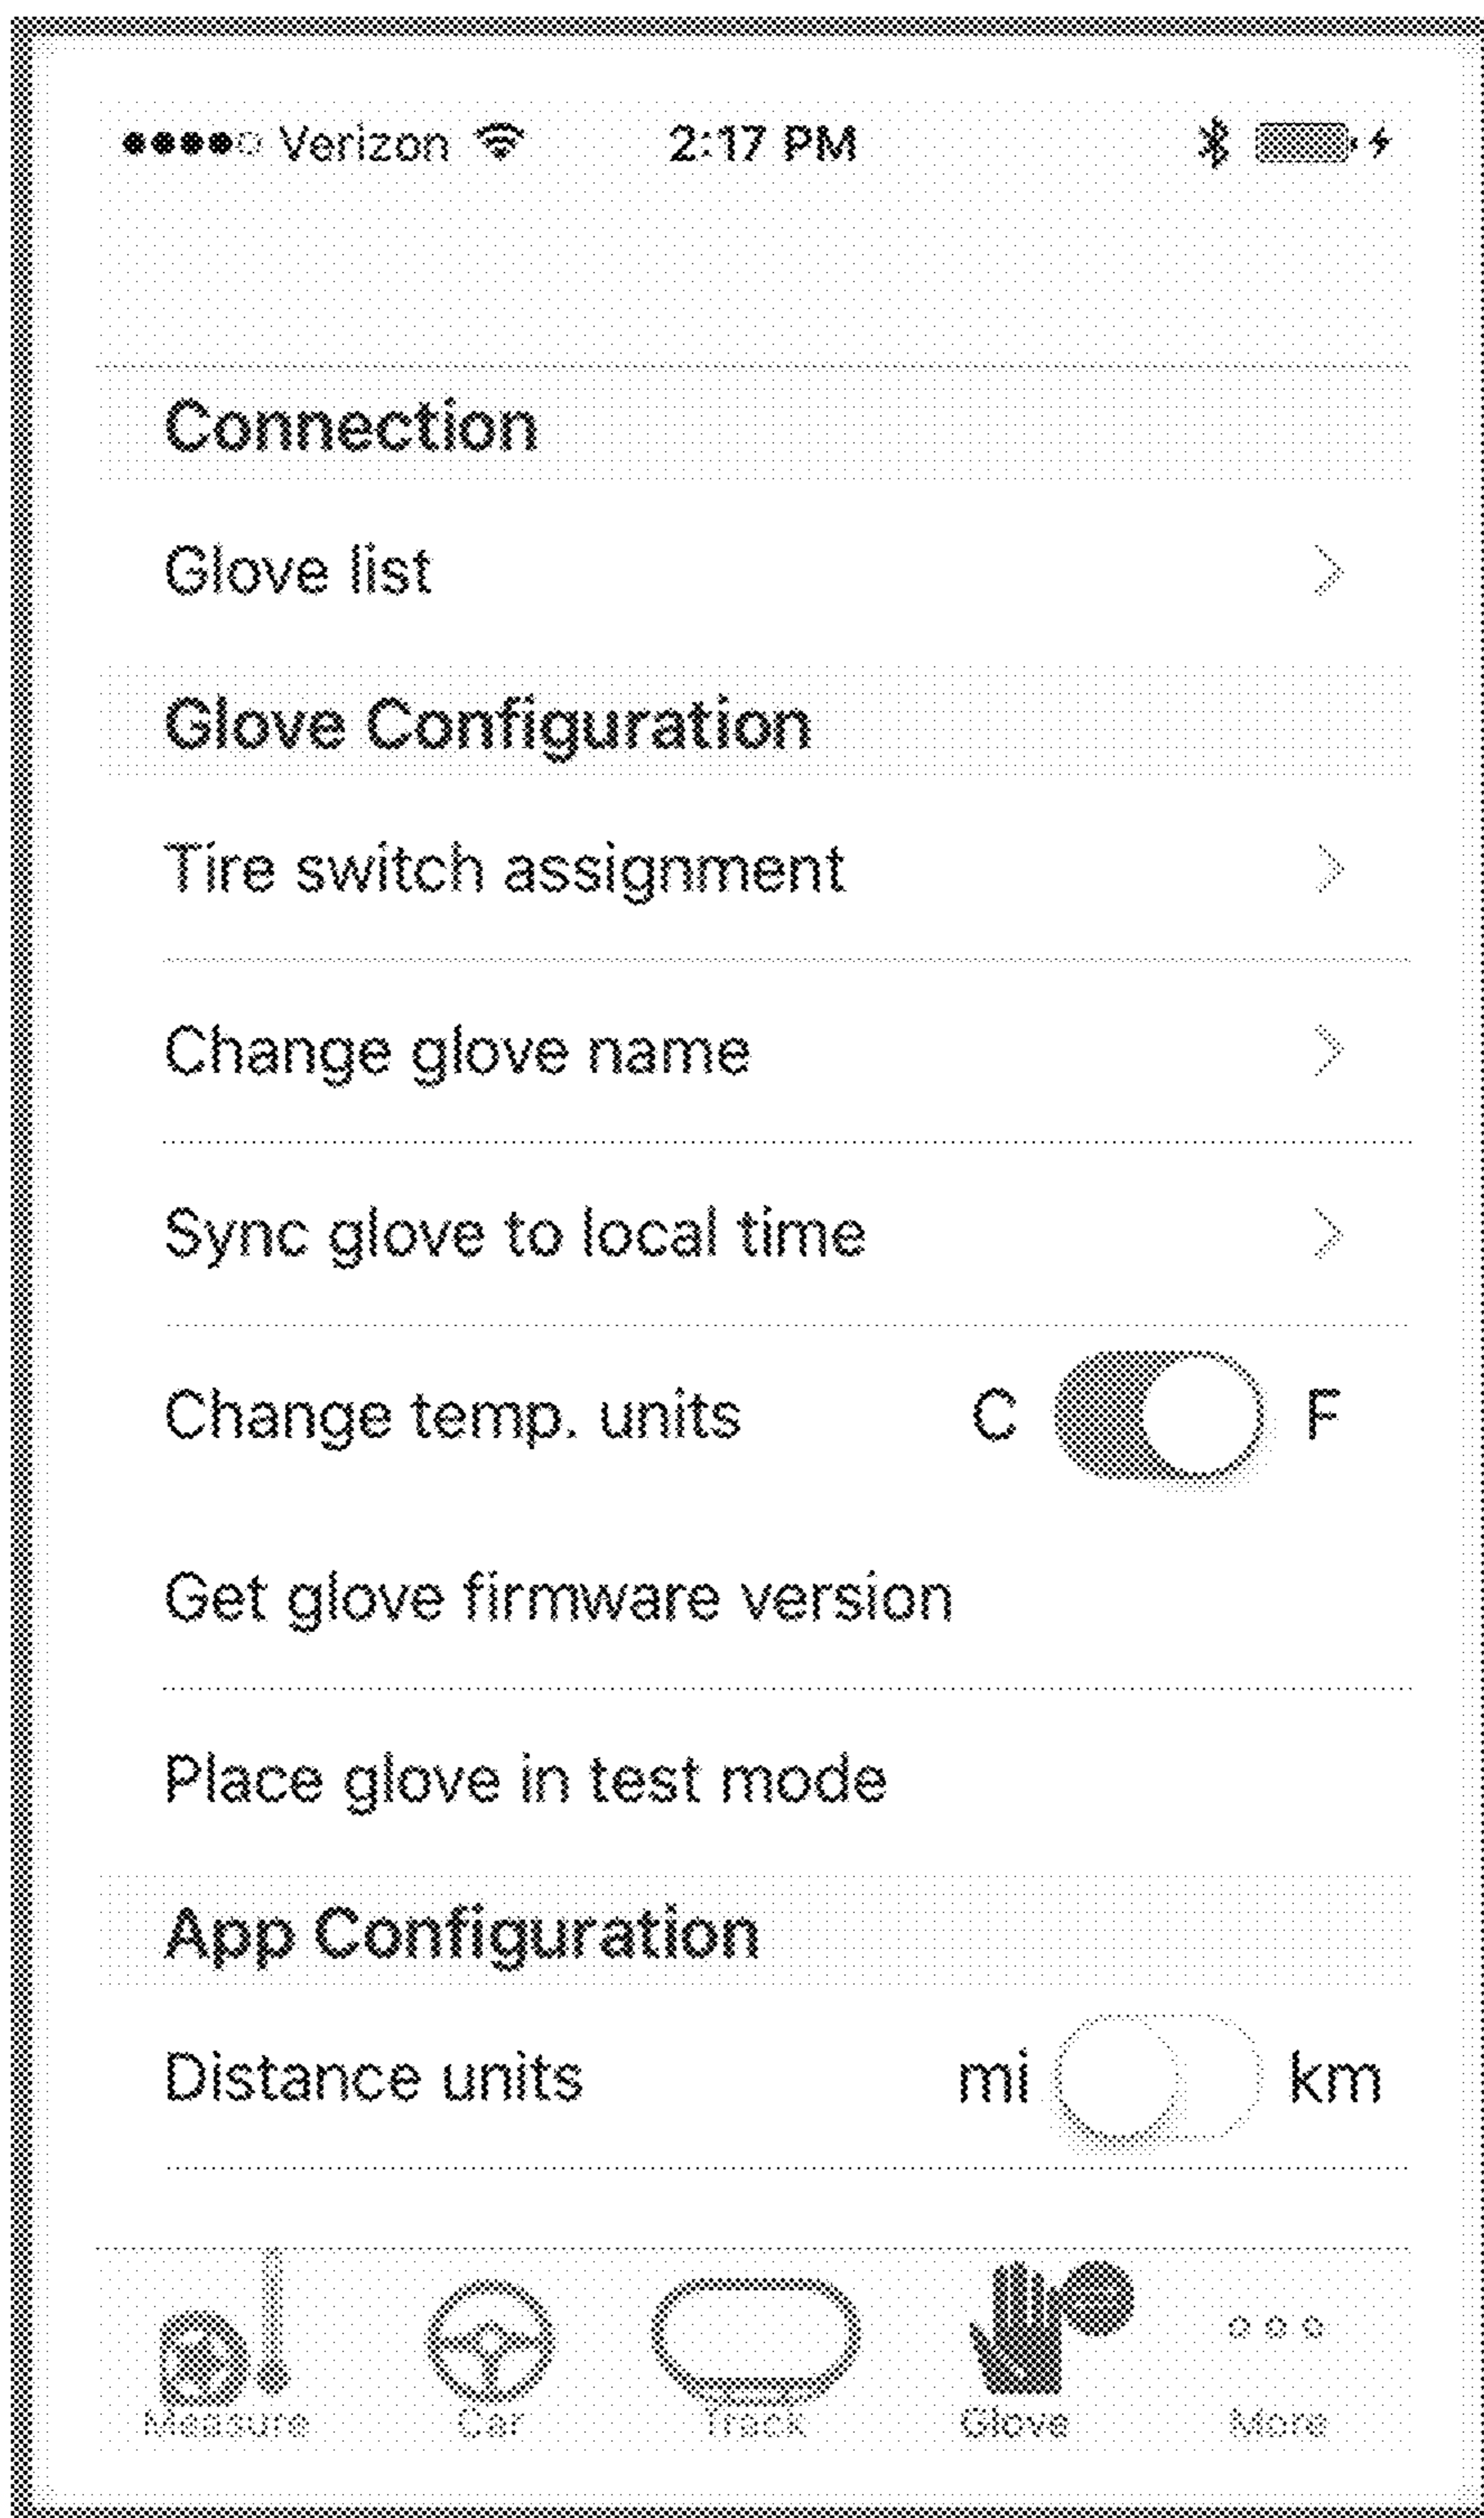 Verizon 2:17 PM
Connection
Glove list
Glove Configuration
Tire switch assignment
Change glove name
Sync glove to local time
Change temp. units C F
Get glove firmware version
Place glove in test mode
App Configuration
Distance units mi km
Measure Car Track Glove More